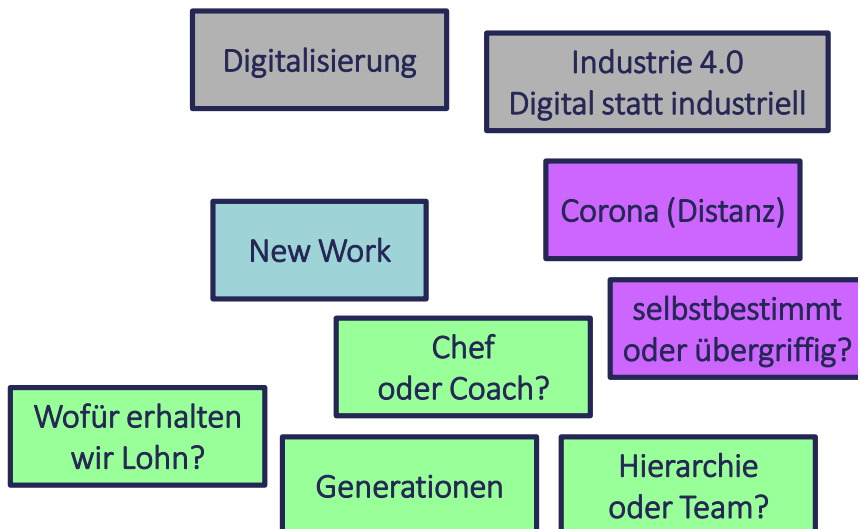 Digitalisierung
Industrie 4.0
Digital statt industriell
Corona (Distanz)
New Work
selbstbestimmt
oder übergriffig?
Chef
oder Coach?
Wofür erhalten
wir Lohn?
Generationen
Hierarchie
oder Team?